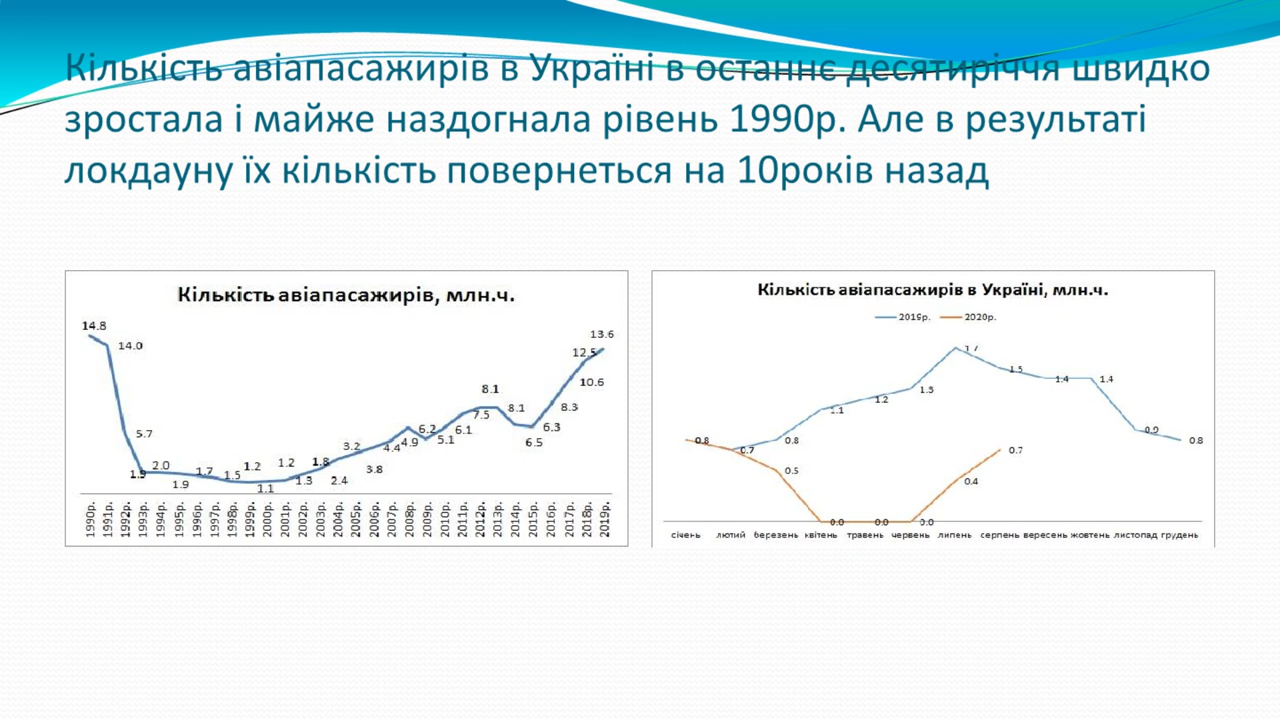 Кількість авіапасажирів в Україні в останнє десятиріччя швидко
зростала і майже наздогнала рівень 1990р. Але в результаті
локдауну їх кількість повернеться на 10років назад
Кількість авіапасажирів, млн.ч.
14.8
14.0
5.7
1.9
2.0
1.9
1.7
1.5
1.2
1.1
1.2
1.3
1.8
2.4
3.2
3.8
4.4
4.9
6.2
5.1
6.1
7.5
8.1
8.1
6.5
6.3
8.3
10.6
12.5
13.6
1990р.
1991р.
1992р.
1993р.
1994р.
1995р.
1996р.
1997р.
1998р.
1999р.
2000р.
2001р.
2002р.
2003р.
2004р.
2005р.
2006р.
2007р.
2008р.
2009р.
2010р.
2011р.
2012р.
2013р.
2014р.
2015р.
2016р.
2017р.
2018р.
2019р.
Кількість авіапасажирів в Україні, млн.ч.
2019р. 2020р.
0.8
0.7
0.8
1.1
1.2
1.3
1.7
1.5
1.4
1.4
0.9
0.8
0.5
0.0
0.0
0.0
0.4
0.7
січень лютий березень квітень травень червень липень серпень вересень жовтень листопад грудень